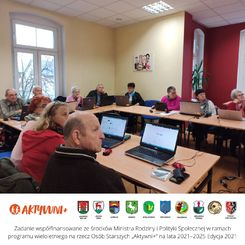 AKTYWNI+
Zadanie współfinansowane ze środków Ministra Rodziny i Polityki Społecznej w ramach
programu wieloletniego na rzecz Osób Starszych „Aktywni+” na lata 2021–2025. Edycja 2021